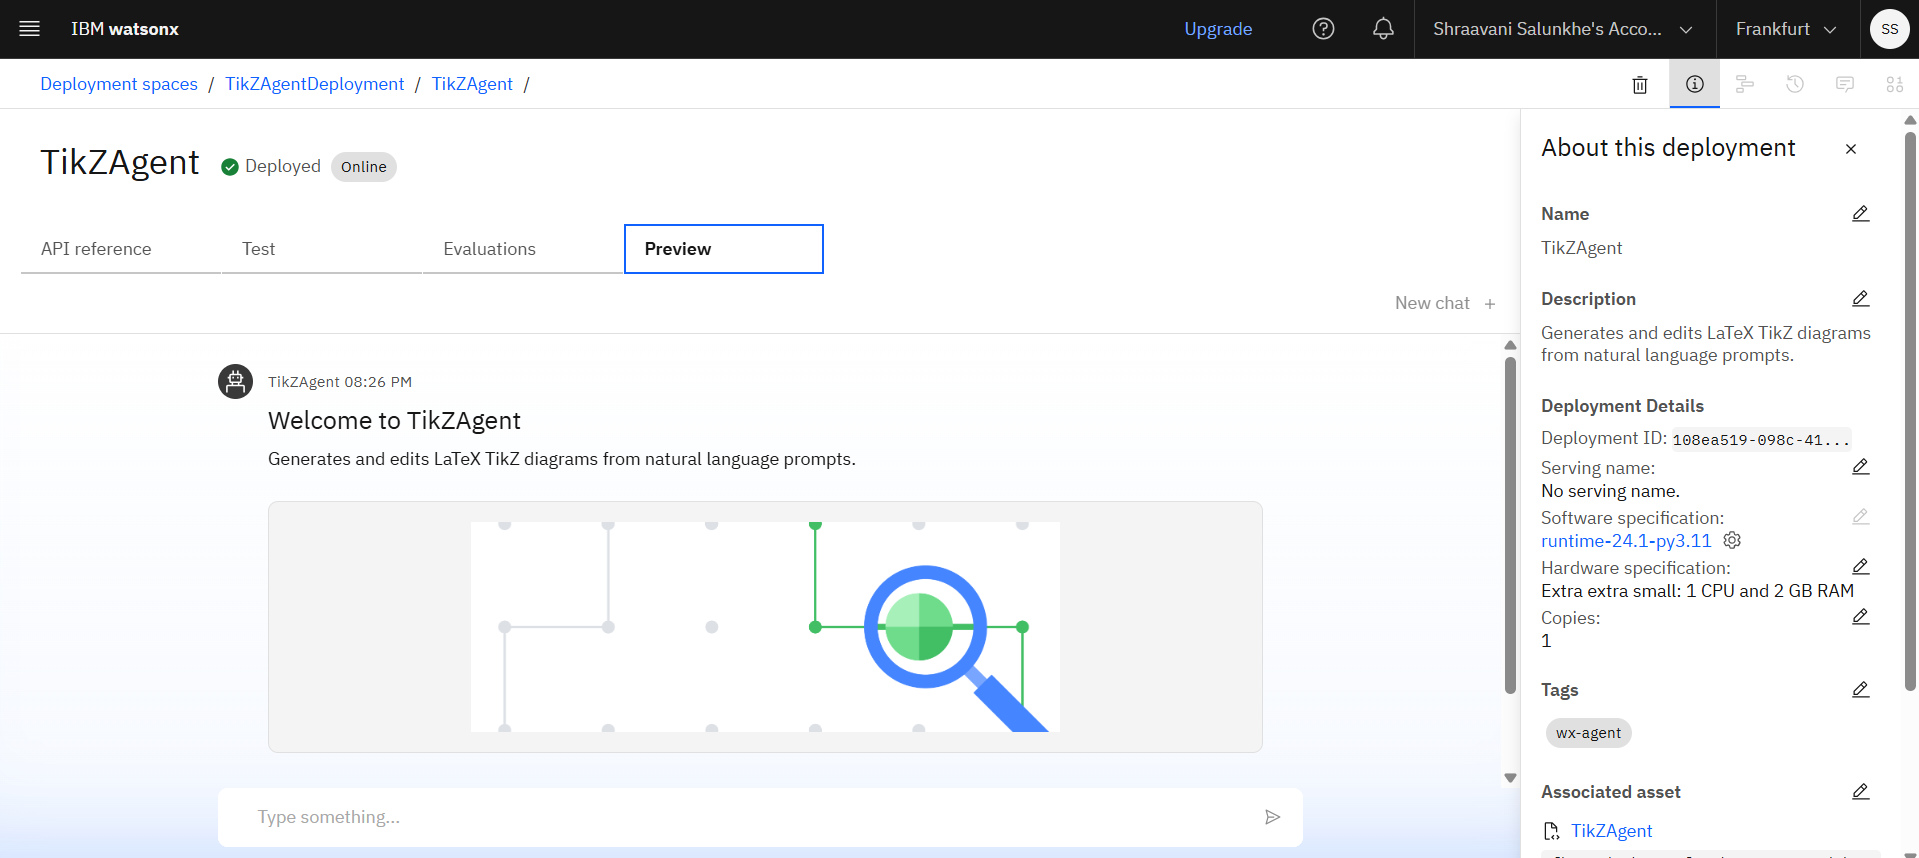 IBM watsonx
Upgrade
Shraavani Salunkhe's Acco...
Frankfurt
SS
Deployment spaces / TikZAgentDeployment / TikZAgent /
TikZAgent
Deployed
Online
API reference
Test
Evaluations
Preview
New chat +
TikZAgent 08:26 PM
Welcome to TikZAgent
Generates and edits LaTeX TikZ diagrams from natural language prompts.
Type something...
About this deployment
Name
TikZAgent
Description
Generates and edits LaTeX TikZ diagrams
from natural language prompts.
Deployment Details
Deployment ID: 108ea519-098c-41...
Serving name:
No serving name.
Software specification:
runtime-24.1-py3.11
Hardware specification:
Extra extra small: 1 CPU and 2 GB RAM
Copies:
1
Tags
wx-agent
Associated asset
TikZAgent